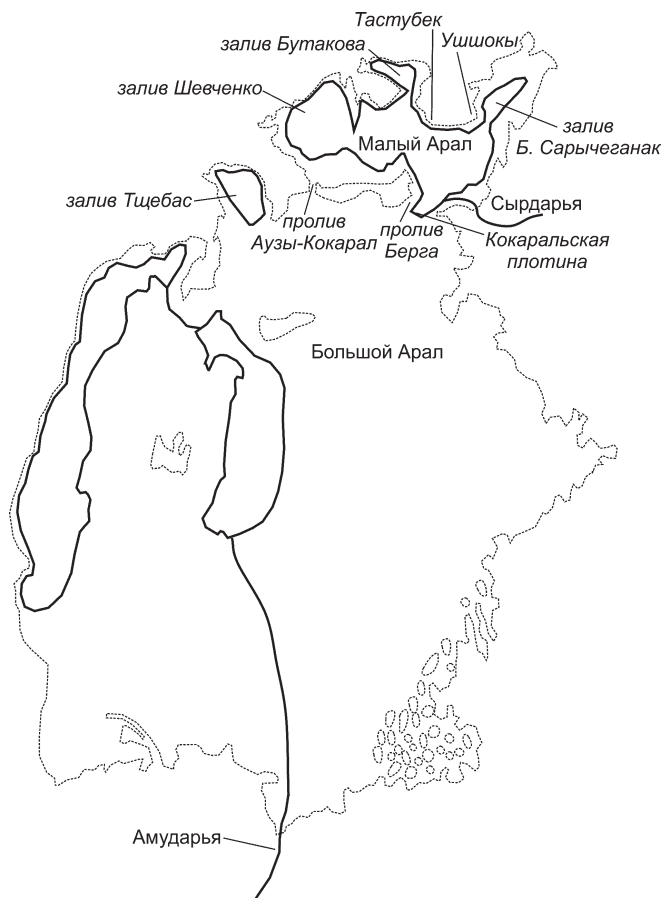 Тастубек
залив Бутакова
Ушшокы
залив Шевченко
залив
Б. Сарычеганак
Малый Арал
залив Тщебас
Сырдарья
пролив
Аузы-Кокарал
пролив
Берга
Кокаральская
плотина
Большой Арал
Амударья